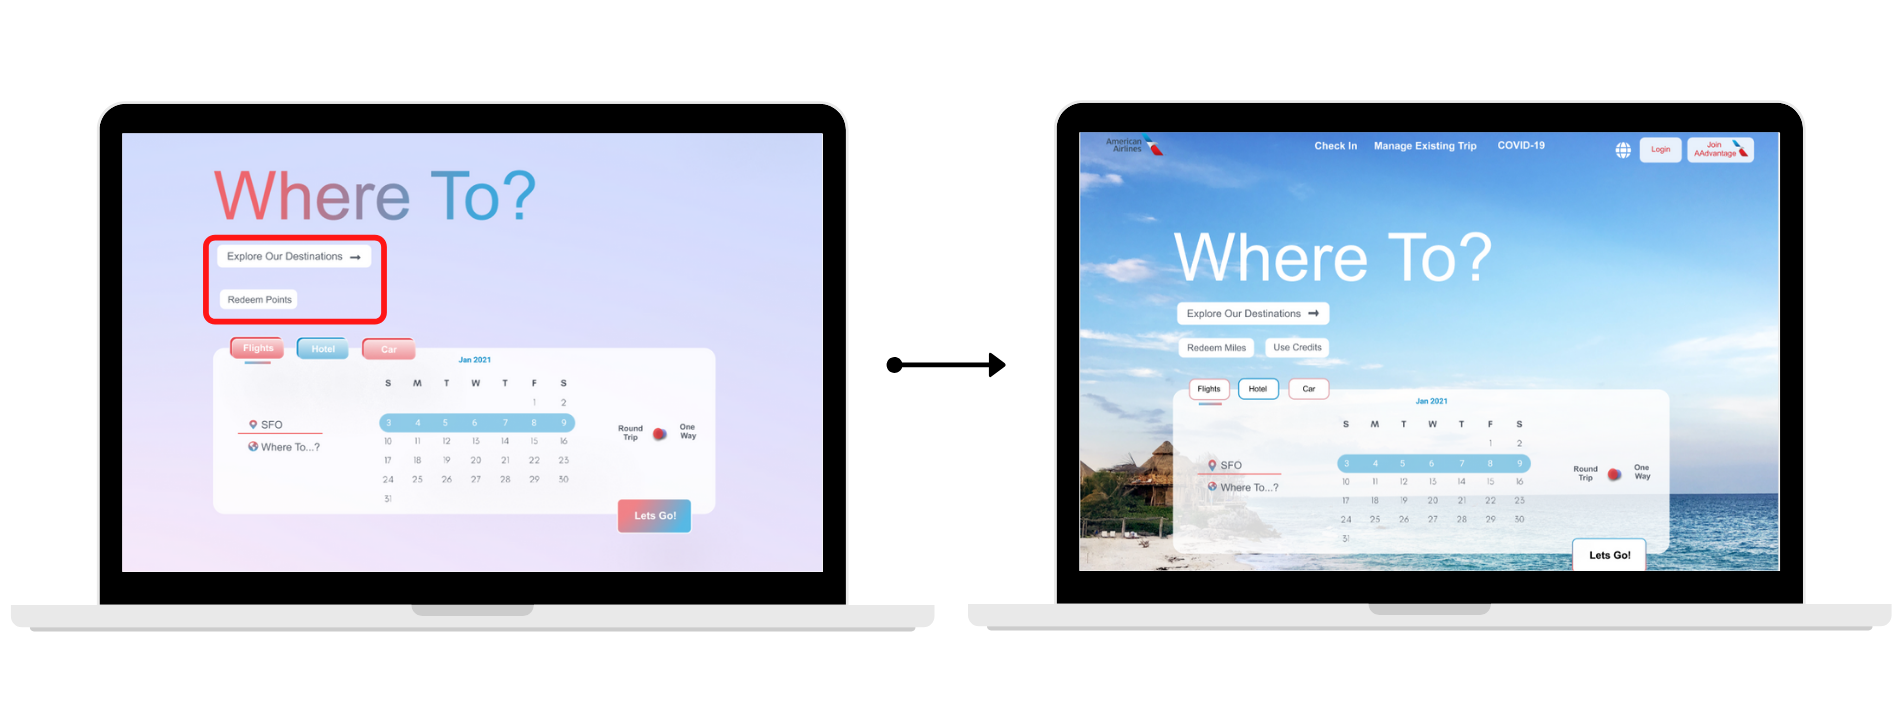 Where To?
Explore Our Destinations
Redeem Points
Flights
Hotel
Car
Jan 2021
S M T W T F S
1 2
3 4 5 6 7 8 9
10 11 12 13 14 15 16
17 18 19 20 21 22 23
24 25 26 27 28 29 30
31
SFO
Where To...?
Round
Trip
One
Way
Lets Go!
American
Airlines
Check In
Manage Existing Trip
COVID-19
Login
Join
AAdvantage
Where To?
Explore Our Destinations
Redeem Miles
Use Credits
Flights
Hotel
Car
Jan 2021
S M T W T F S
1 2
3 4 5 6 7 8 9
10 11 12 13 14 15 16
17 18 19 20 21 22 23
24 25 26 27 28 29 30
31
SFO
Where To...?
Round
Trip
One
Way
Lets Go!